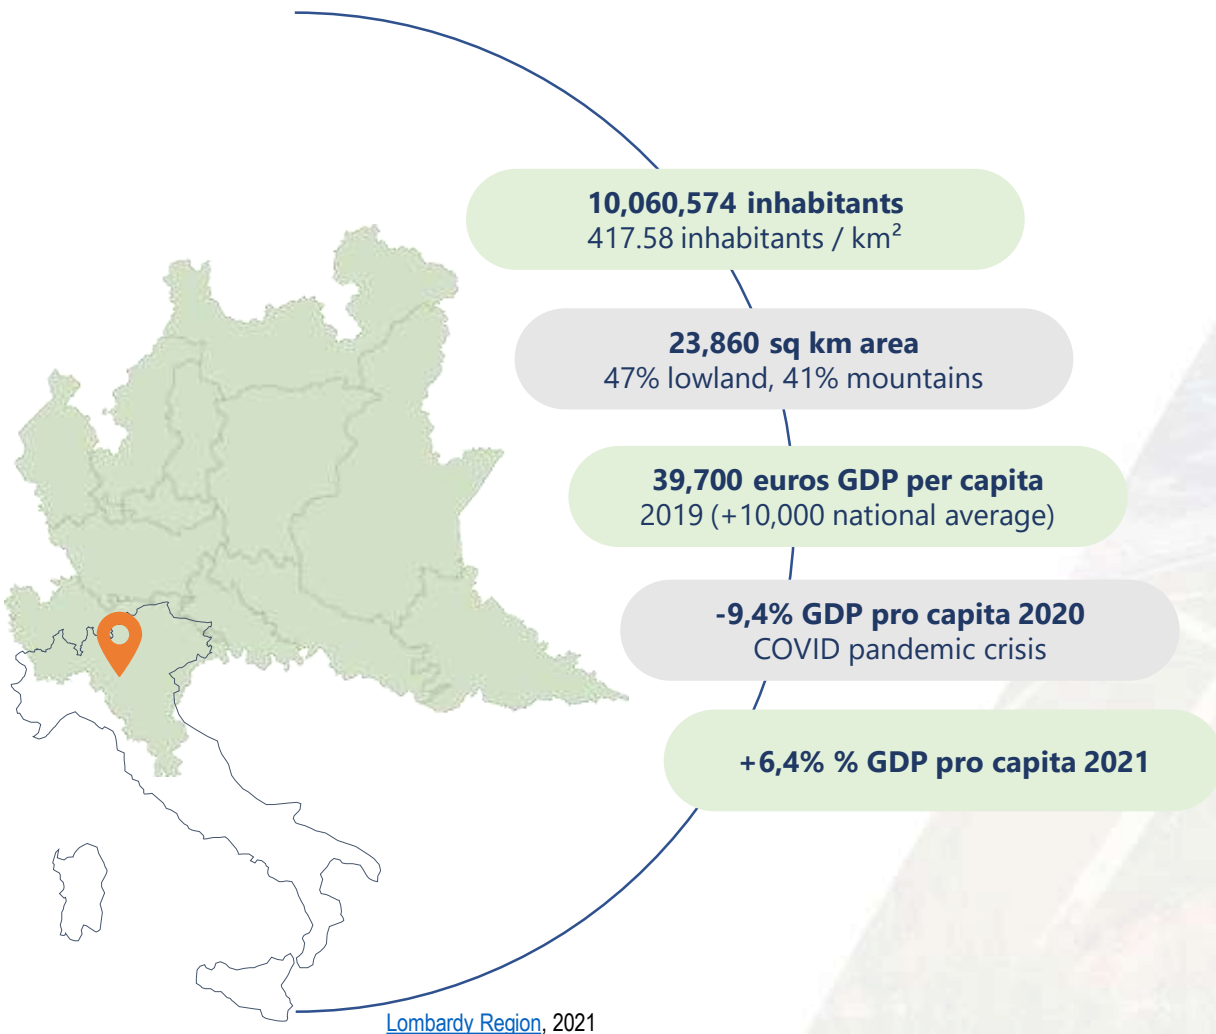 10,060,574 inhabitants
417.58 inhabitants / km²
23,860 sq km area
47% lowland, 41% mountains
39,700 euros GDP per capita
2019 (+10,000 national average)
-9,4% GDP pro capita 2020
COVID pandemic crisis
+6,4% % GDP pro capita 2021
Lombardy Region, 2021